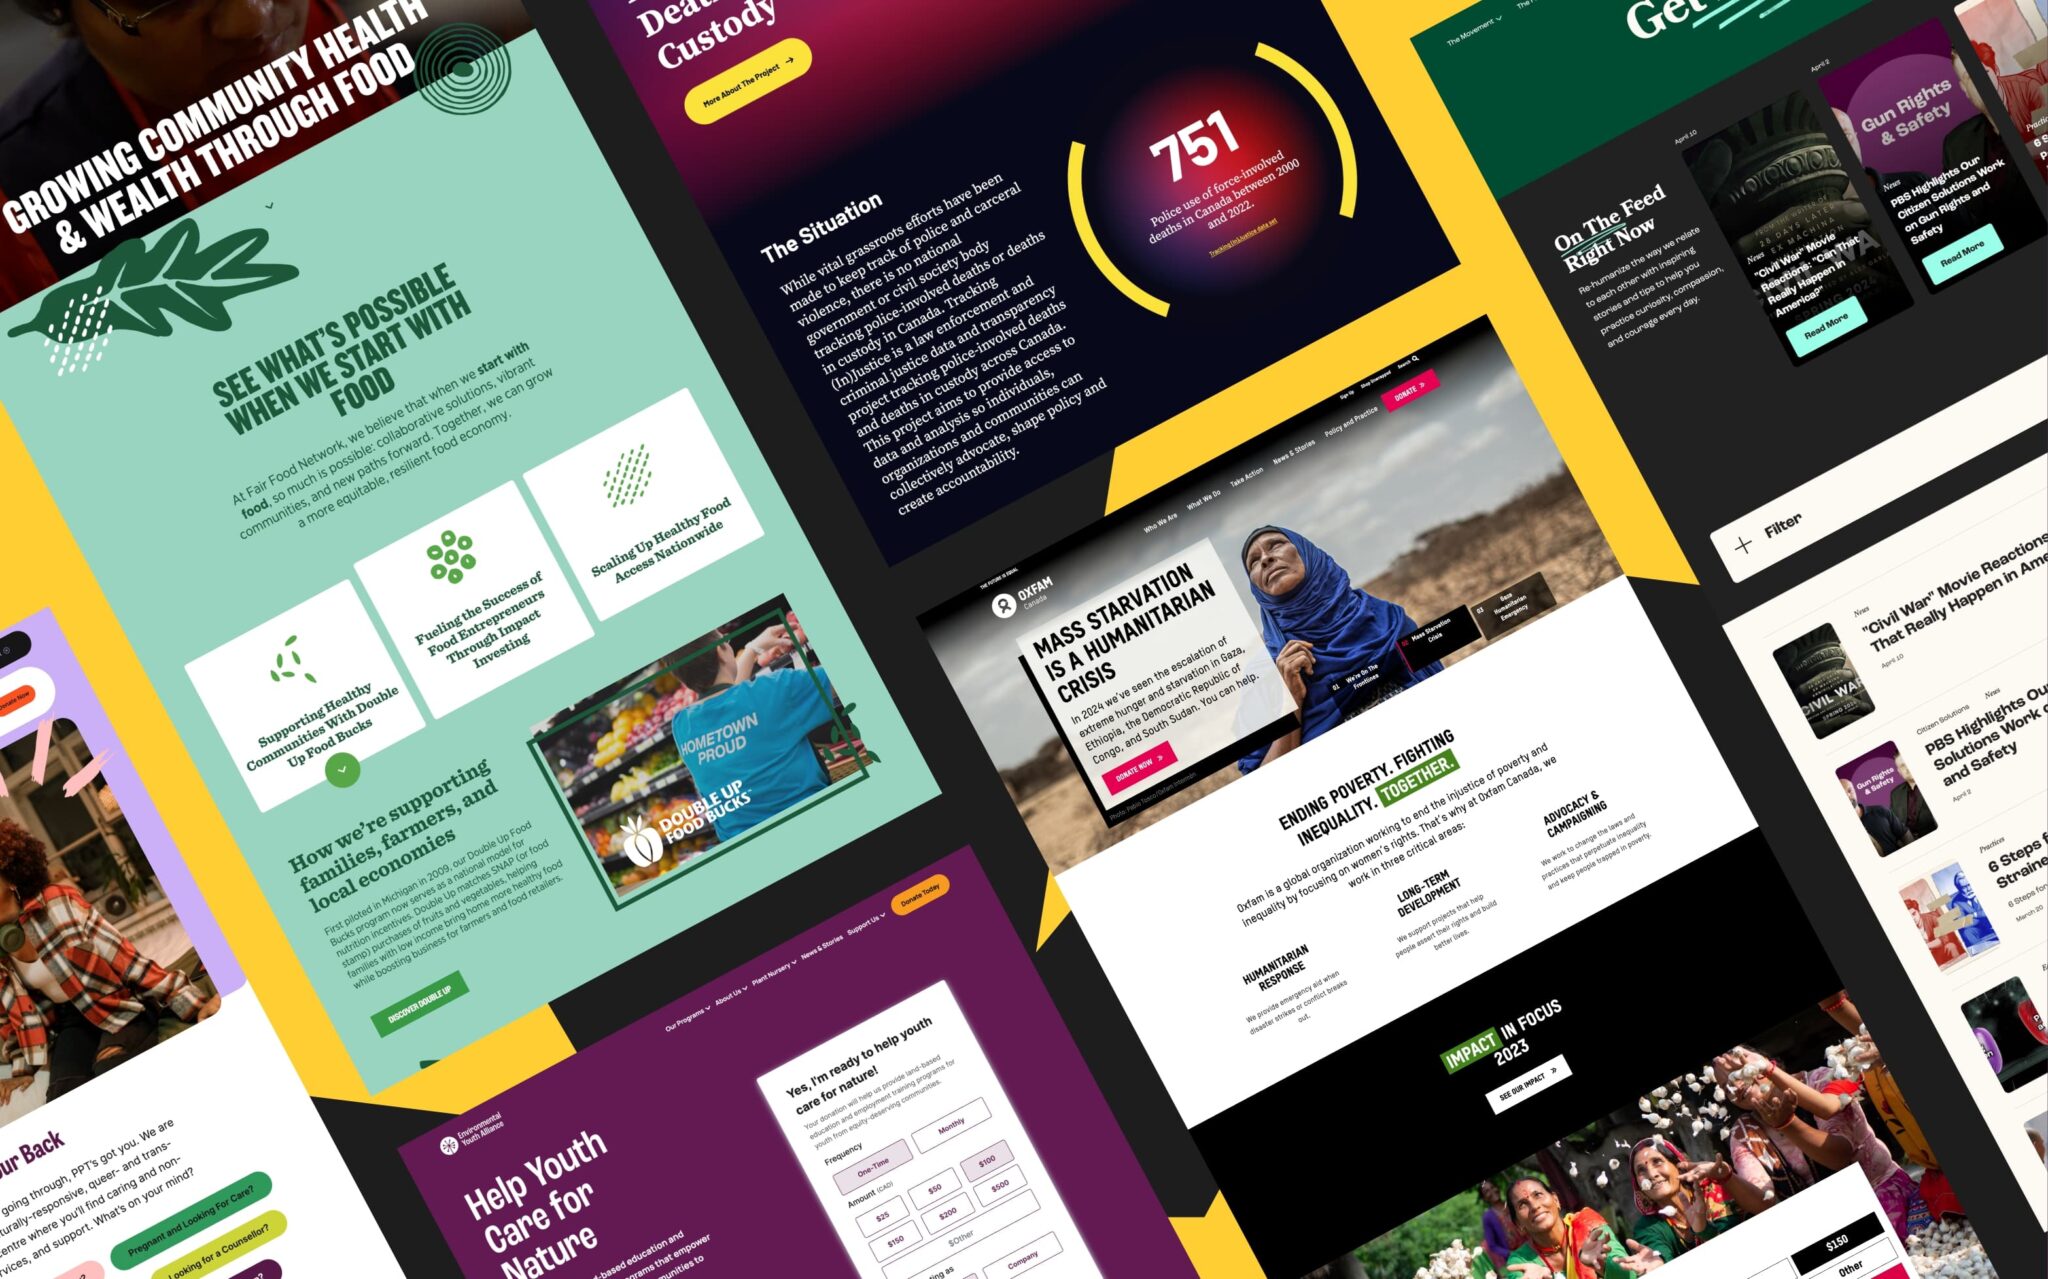 GROWING COMMUNITY HEALTH
& WEALTH THROUGH FOOD
SEE WHAT'S POSSIBLE
WHEN WE START WITH
FOOD
At Fair Food Network, we believe that when we start with
food, so much is possible: collaborative solutions, vibrant
communities, and new paths forward. Together, we can grow
a more equitable, resilient food economy.
Supporting Healthy
Communities With Double
Up Food Bucks
Fueling the Success of
Food Entrepreneurs
Through Impact
Investing
Scaling Up Healthy Food
Access Nationwide
How we're supporting
families, farmers, and
local economies
First piloted in Michigan in 2009, our Double Up Food
Bucks program now serves as a national model for
nutrition incentives. Double Up matches SNAP (or food
stamp) purchases of fruits and vegetables, helping
families with low income bring home more healthy food
while boosting business for farmers and food retailers.
DISCOVER DOUBLE UP
HOMETOWN
PROUD
DOUBLE UP
FOOD BUCKS
Donate Now
Back
going through, PPT's got you. We are
queer- and trans-
centre where you'll find caring and non-
and support. What's on your mind?
Pregnant and Looking For Care?
Looking for a Counsellor?
Custody
More About The Project
The Situation
While vital grassroots efforts have been
made to keep track of police and carceral
violence, there is no national
government or civil society body
tracking police-involved deaths or deaths
in custody in Canada. Tracking
(In)Justice is a law enforcement and
criminal justice data and transparency
project tracking police-involved deaths
and deaths in custody across Canada.
This project aims to provide access to
data and analysis so individuals,
organizations and communities can
collectively advocate, shape policy and
create accountability.
751
Police use of force-involved
deaths in Canada between 2000
and 2022.
Tracking (In)Justice data set
Environmental
Youth Alliance
Our Programs
About Us
Plant Nursery
News & Stories
Support Us
Donate Today
Help Youth
Care for
Nature
land-based education and
programs that empower
Yes, I'm ready to help youth
care for nature!
Your donation will help us provide land-based
education and employment training programs for
youth from equity-deserving communities.
Frequency
One-Time
Monthly
Amount (CAD)
$25
$50
$100
$150
$200
$500
$Other
Company
THE FUTURE IS EQUAL
OXFAM
Canada
Sign Up
Shop Unwrapped
Search
Who We Are
What We Do
Take Action
News & Stories
Policy and Practice
DONATE
MASS STARVATION
IS A HUMANITARIAN
CRISIS
In 2024 we've seen the escalation of
extreme hunger and starvation in Gaza,
Ethiopia, the Democratic Republic of
Congo, and South Sudan. You can help.
DONATE NOW
01
We're On The
Frontlines
02
Mass Starvation
Crisis
03
Gaza
Humanitarian
Emergency
ENDING POVERTY. FIGHTING
INEQUALITY. TOGETHER.
Oxfam is a global organization working to end the injustice of poverty and
inequality by focusing on women's rights. That's why at Oxfam Canada, we
work in three critical areas:
HUMANITARIAN
RESPONSE
We provide emergency aid when
disaster strikes or conflict breaks
out.
LONG-TERM
DEVELOPMENT
We support projects that help
people assert their rights and build
better lives.
ADVOCACY &
CAMPAIGNING
We work to change the laws and
practices that perpetuate inequality
and keep people trapped in poverty.
IMPACT IN FOCUS
2023
SEE OUR IMPACT
$150
Other
The Movement
Get
On The Feed
Right Now
Re-humanize the way we relate
to each other with inspiring
stories and tips to help you
practice curiosity, compassion,
and courage every day.
April 10
News
"Civil War" Movie
Reactions: "Can That
Really Happen in
America?"
Read More
April 2
Gun Rights
& Safety
News
PBS Highlights Our
Citizen Solutions Work
on Gun Rights and
Safety
Read More
Filter
News
"Civil War" Movie Reactions
That Really Happen in
April 10
CIVIL WAR
Citizen Solutions
News
PBS Highlights
Solutions Work
and Safety
April 2
Gun Rights
& Safety
Practices
6 Steps
6 Steps for
March 20